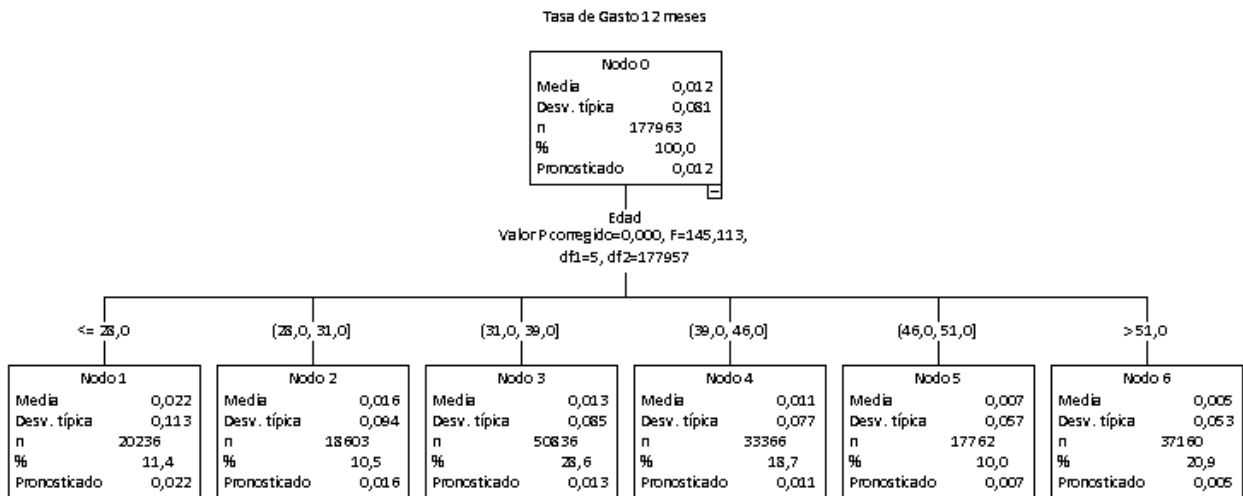 Tasa de Gasto 12 meses
Nodo 0
Media 0,012
Desv. típica 0,081
n 177963
% 100,0
Pronosticado 0,012
Edad
Valor P corregido=0,000, F=145,113,
df1=5, df2=177957
<= 28,0
(28,0, 31,0]
(31,0, 39,0]
(39,0, 46,0]
(46,0, 51,0]
> 51,0
Nodo 1
Media 0,022
Desv. típica 0,113
n 20236
% 11,4
Pronosticado 0,022
Nodo 2
Media 0,016
Desv. típica 0,094
n 18603
% 10,5
Pronosticado 0,016
Nodo 3
Media 0,013
Desv. típica 0,085
n 50836
% 28,6
Pronosticado 0,013
Nodo 4
Media 0,011
Desv. típica 0,077
n 33366
% 18,7
Pronosticado 0,011
Nodo 5
Media 0,007
Desv. típica 0,057
n 17762
% 10,0
Pronosticado 0,007
Nodo 6
Media 0,005
Desv. típica 0,053
n 37160
% 20,9
Pronosticado 0,005